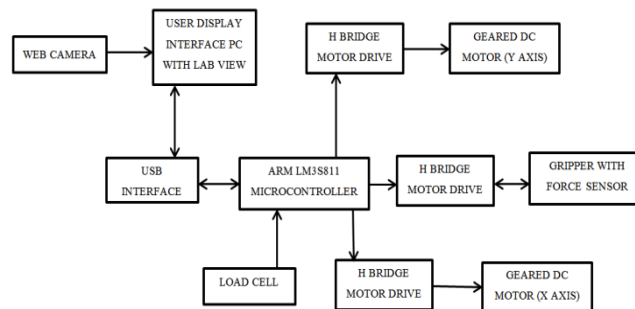 USER DISPLAY
INTERFACE PC
WITH LAB VIEW
WEB CAMERA
H BRIDGE
MOTOR DRIVE
GEARED DC
MOTOR (Y AXIS)
USB
INTERFACE
ARM LM3S811
MICROCONTROLLER
H BRIDGE
MOTOR DRIVE
GRIPPER WITH
FORCE SENSOR
LOAD CELL
H BRIDGE
MOTOR DRIVE
GEARED DC
MOTOR (X AXIS)